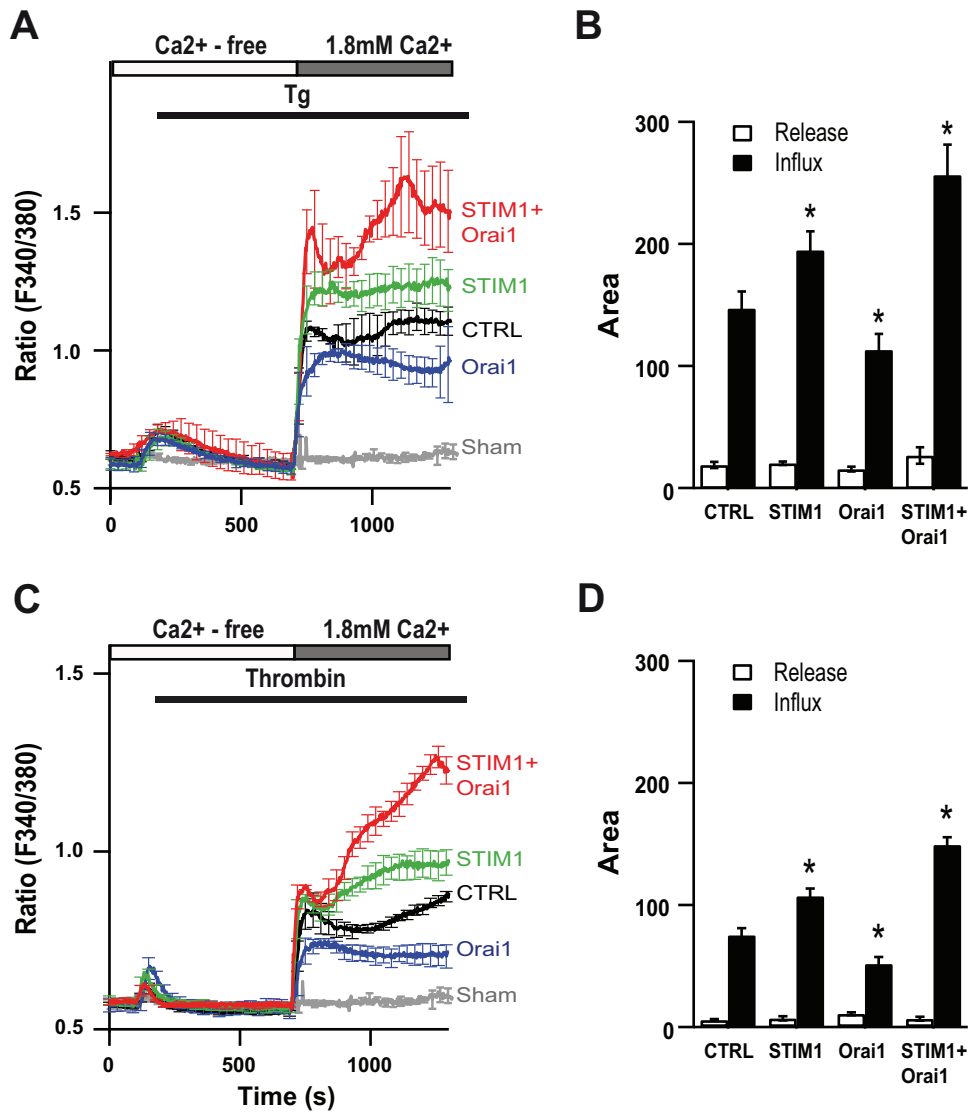 A
Ca2+ - free
1.8mM Ca2+
Tg
Ratio (F340/380)
1.5
1.0
0.5
0
500
1000
STIM1+
Orai1
STIM1
CTRL
Orai1
Sham
B
Release
Influx
Area
300
200
100
0
*
*
*
CTRL
STIM1
Orai1
STIM1+
Orai1
C
Ca2+ - free
1.8mM Ca2+
Thrombin
Ratio (F340/380)
1.5
1.0
0.5
0
500
1000
Time (s)
STIM1+
Orai1
STIM1
CTRL
Orai1
Sham
D
Release
Influx
Area
300
200
100
0
*
*
*
CTRL
STIM1
Orai1
STIM1+
Orai1